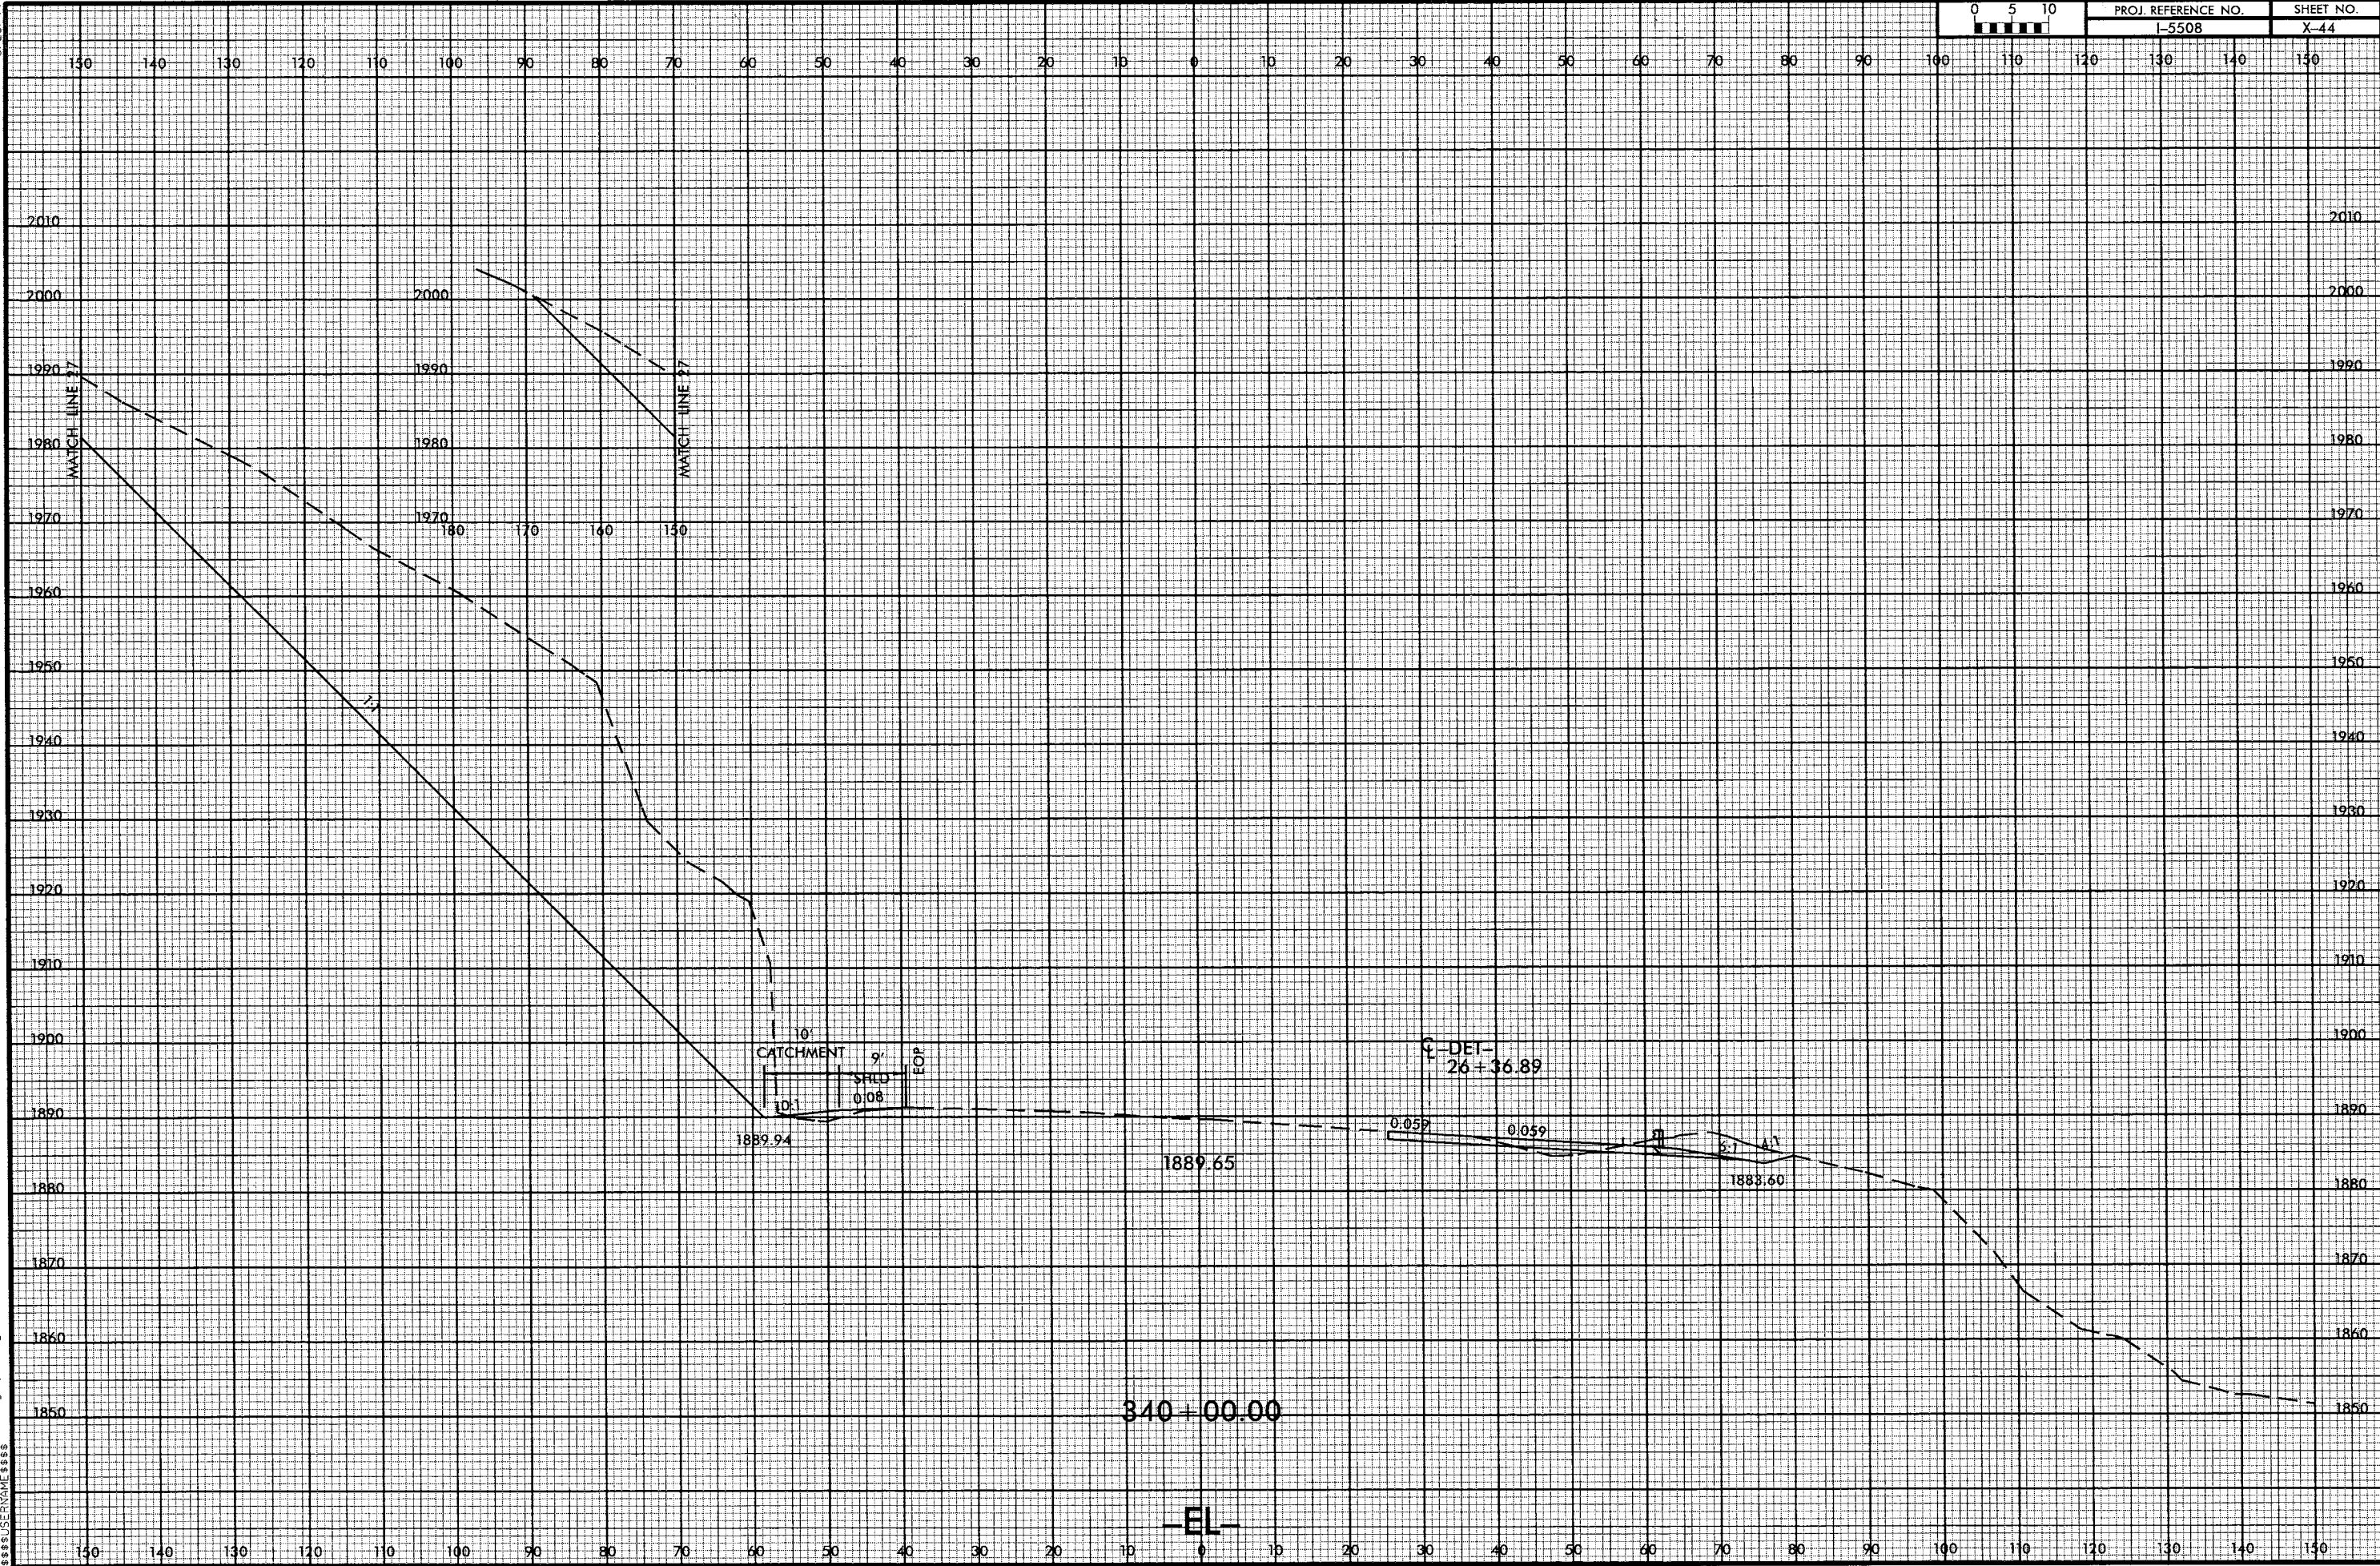 0 5 10
PROJ. REFERENCE NO. SHEET NO.
I-5508 X-44
150 140 130 120 110 100 90 80 70 60 50 40 30 20 10 0 10 20 30 40 50 60 70 80 90 100 110 120 130 140 150
2010 2010
2000 2000 2000
1990 1990 1990
MATCH LINE 27 MATCH LINE 27
1980 1980 1980
1970 1970 1970
180 170 160 150
1960 1960
1950 1950
1:1
1940 1940
1930 1930
1920 1920
1910 1910
1900 1900
10'
CATCHMENT
9'
SHLD
EOP
0.08
10:1
℄ -DET-
26+36.89
1890 1890
1889.94
0.059 0.059
6:1 4:1
1889.65
1883.60
1880 1880
1870 1870
1860 1860
1850 1850
340+00.00
-EL-
150 140 130 120 110 100 90 80 70 60 50 40 30 20 10 0 10 20 30 40 50 60 70 80 90 100 110 120 130 140 150
$$$$USERNAME$$$$